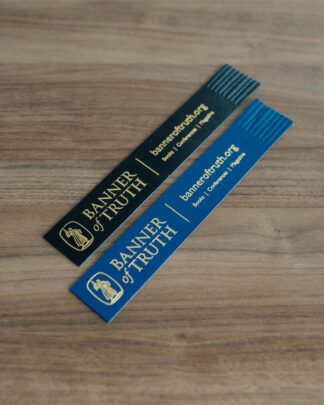 BANNER
of TRUTH
banneroftruth.org
Books | Conferences | Magazine
BANNER
of TRUTH
banneroftruth.org
Books | Conferences | Magazine